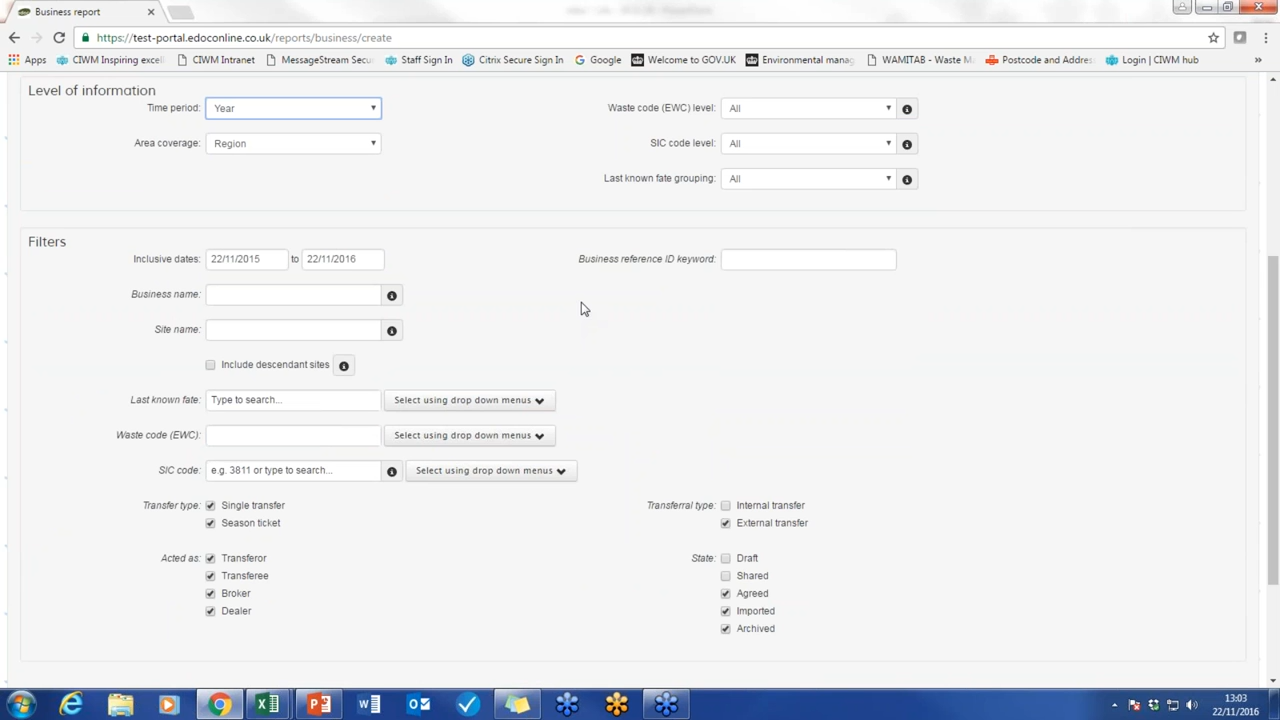 Business report
https://test-portal.edoconline.co.uk/reports/business/create
Apps CIWM Inspiring excell CIWM Intranet MessageStream Secu Staff Sign In Citrix Secure Sign In Google Welcome to GOV.UK Environmental manag WAMITAB - Waste M Postcode and Addres Login | CIWM hub »
Level of information
Time period: Year Waste code (EWC) level: All
Area coverage: Region SIC code level: All
Last known fate grouping: All
Filters
Inclusive dates: 22/11/2015 to 22/11/2016 Business reference ID keyword:
Business name:
Site name:
Include descendant sites
Last known fate: Type to search... Select using drop down menus
Waste code (EWC): Select using drop down menus
SIC code: e.g. 3811 or type to search... Select using drop down menus
Transfer type: Single transfer Transferral type: Internal transfer
Season ticket External transfer
Acted as: Transferor State: Draft
Transferee Shared
Broker Agreed
Dealer Imported
Archived
13:03
22/11/2016